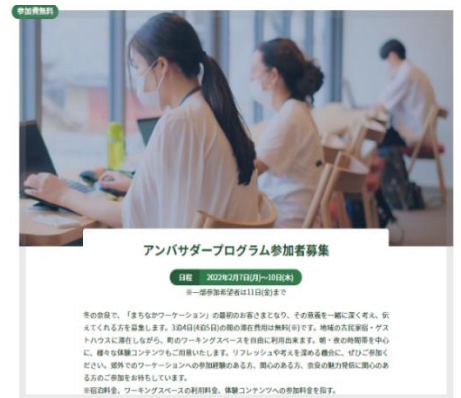 参加費無料
アンバサダープログラム参加者募集
日程 2022年2月7日(月)〜10日(木)
※一部参加希望者は11日(金)まで
冬の奈良で、「まちなかワーケーション」の最初のお客さまとなり、その意義を一緒に深く考え、伝
えてくれる方を募集します。3泊4日(4泊5日)の間の滞在費用は無料(※)です。地域の古民家宿・ゲス
トハウスに滞在しながら、町のワーキングスペースを自由に利用出来ます。朝・夜の時間帯を中心
に、様々な体験コンテンツもご用意いたします。リフレッシュや考えを深める機会に、ぜひご参加く
ださい。郊外でのワーケーションへの参加経験のある方、関心のある方、奈良の魅力発信に関心のあ
る方のご参加をお待ちしています。
※宿泊料金、ワーキングスペースの利用料金、体験コンテンツへの参加料金を指す。